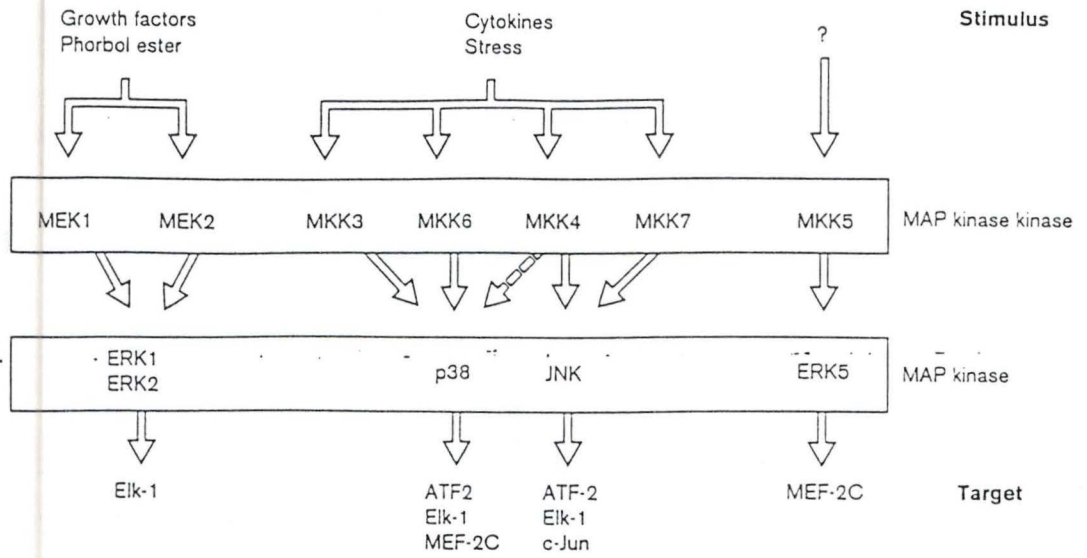 Growth factors
Phorbol ester
Cytokines
Stress
?
Stimulus
MEK1 MEK2 MKK3 MKK6 MKK4 MKK7 MKK5
MAP kinase kinase
ERK1
ERK2
p38 JNK ERK5
MAP kinase
Elk-1
ATF2
Elk-1
MEF-2C
ATF-2
Elk-1
c-Jun
MEF-2C
Target